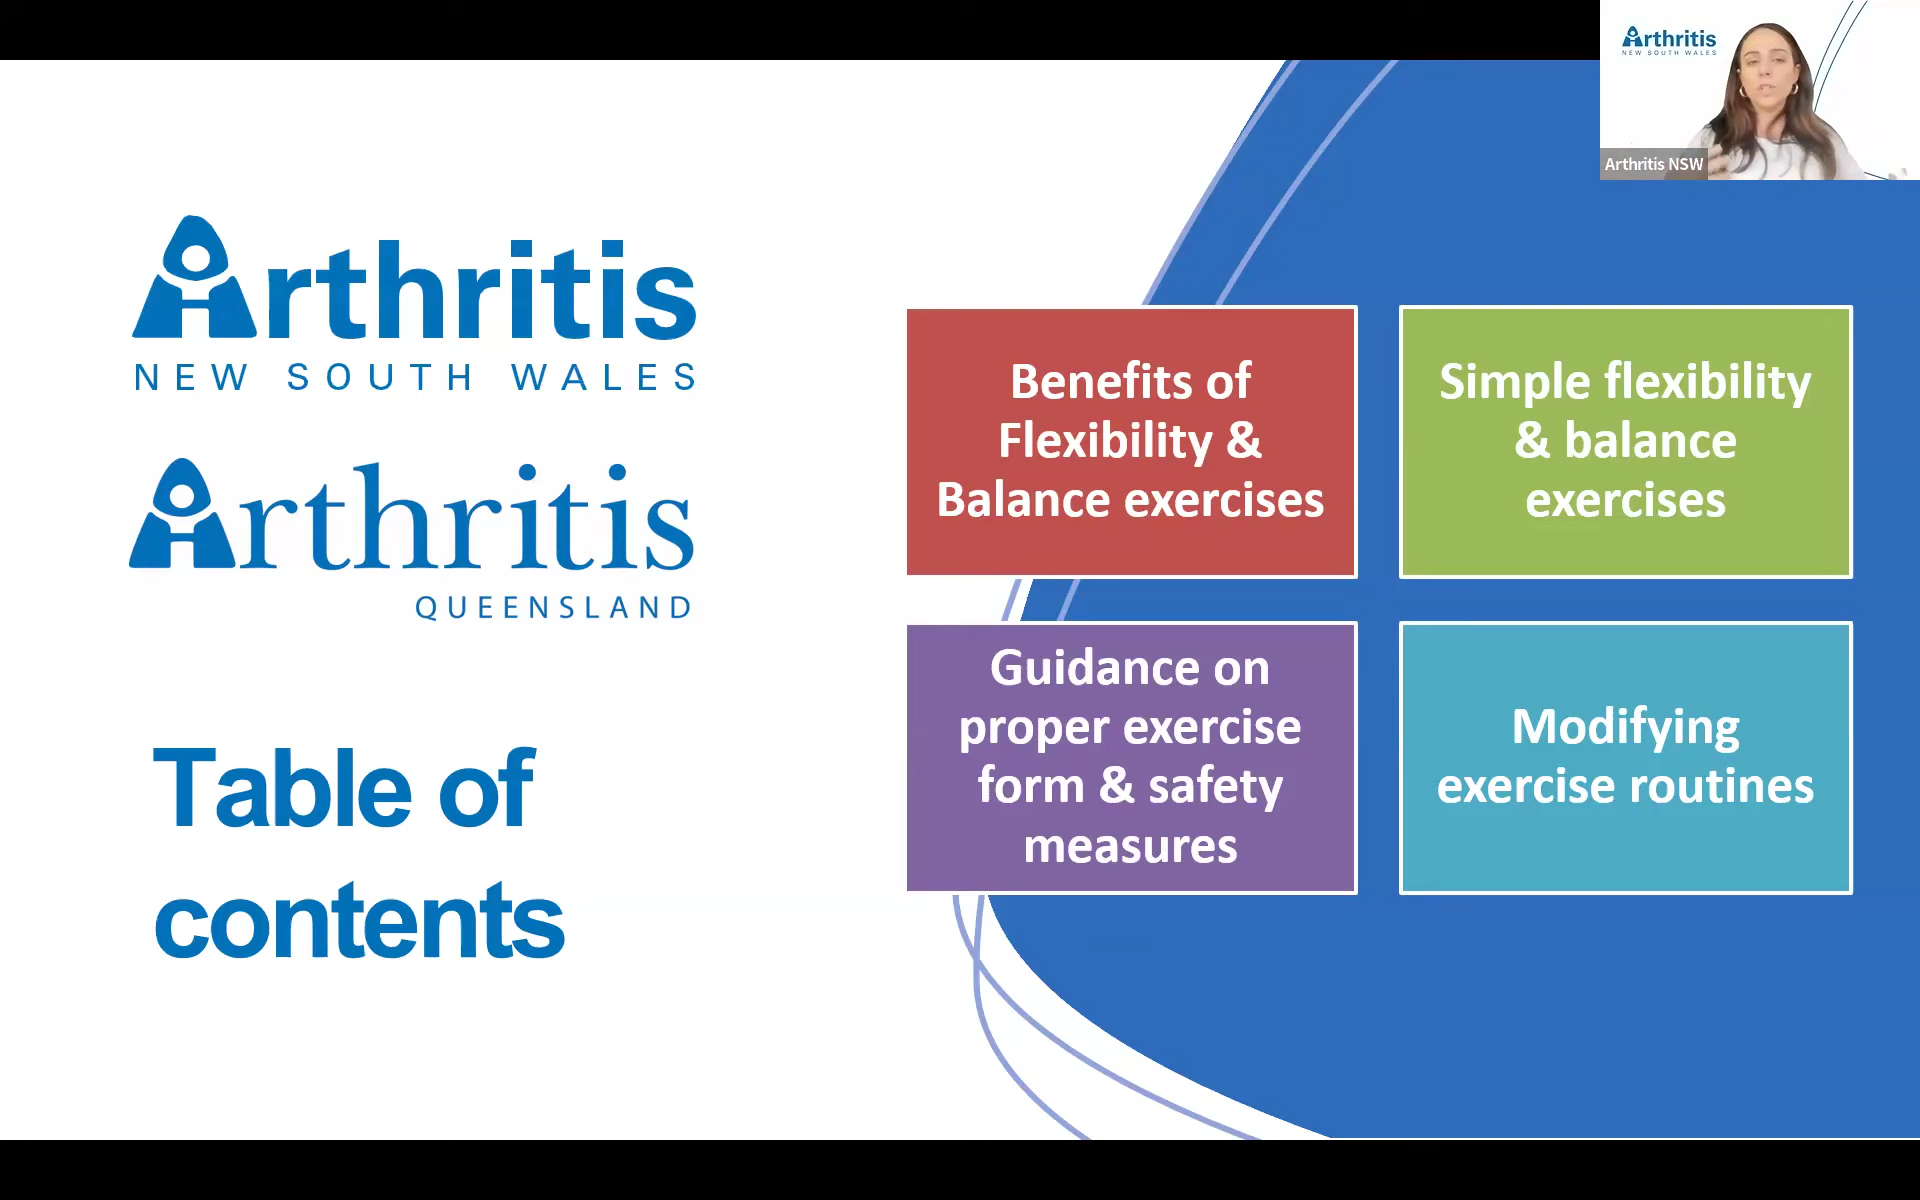 Arthritis
NEW SOUTH WALES
Arthritis NSW
Arthritis
NEW SOUTH WALES
Arthritis
QUEENSLAND
Table of
contents
Benefits of
Flexibility &
Balance exercises
Simple flexibility
& balance
exercises
Guidance on
proper exercise
form & safety
measures
Modifying
exercise routines